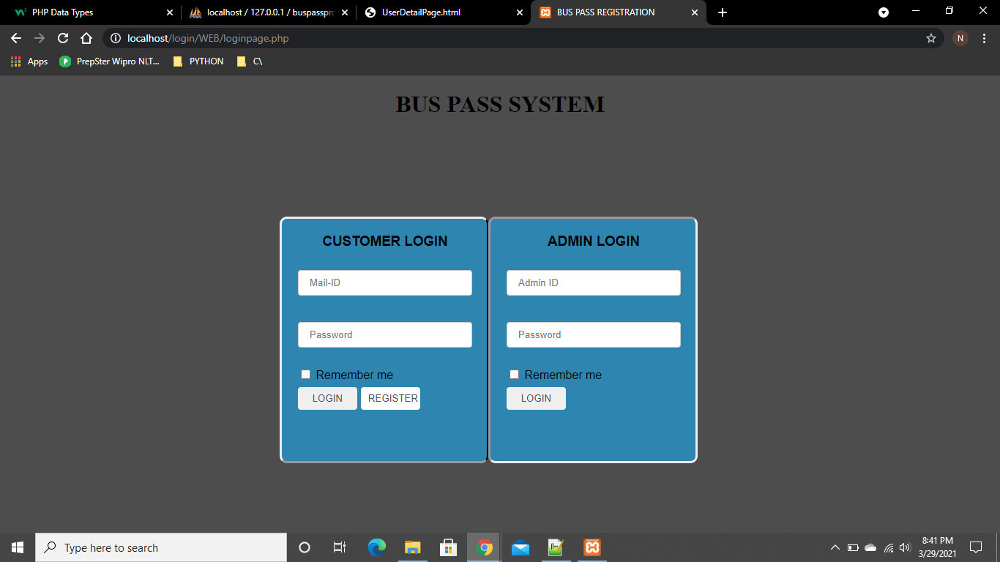 PHP Data Types
localhost / 127.0.0.1 / buspasspro
UserDetailPage.html
BUS PASS REGISTRATION
localhost/login/WEB/loginpage.php
N
Apps
P
PrepSter Wipro NLT...
PYTHON
C\
BUS PASS SYSTEM
CUSTOMER LOGIN
Mail-ID
Password
Remember me
LOGIN REGISTER
ADMIN LOGIN
Admin ID
Password
Remember me
LOGIN
Type here to search
8:41 PM
3/29/2021